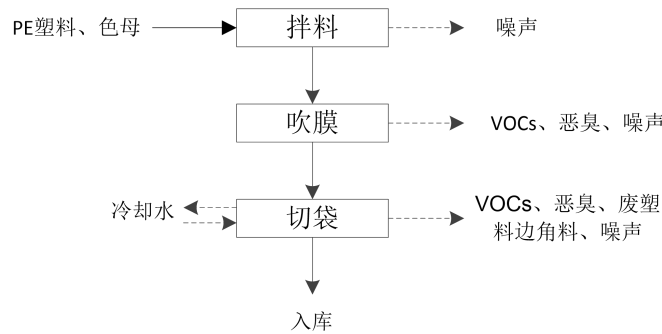 PE塑料、色母
拌料
噪声
吹膜
VOCs、恶臭、噪声
冷却水
切袋
VOCs、恶臭、废塑
料边角料、噪声
入库